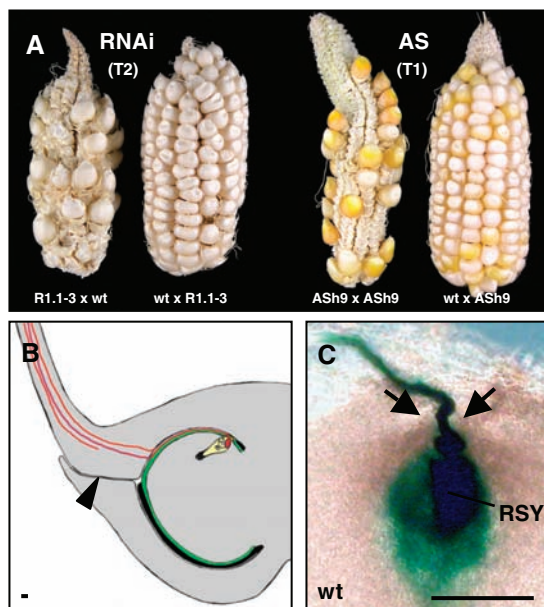 A
RNAi
(T2)
AS
(T1)
R1.1-3 x wt
wt x R1.1-3
ASh9 x ASh9
wt x ASh9
B
C
RSY
wt